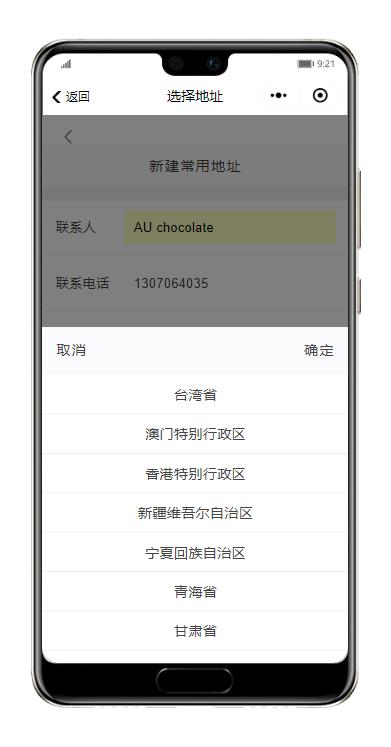 9:21
返回
选择地址
新建常用地址
联系人 AU chocolate
联系电话 1307064035
取消 确定
台湾省
澳门特别行政区
香港特别行政区
新疆维吾尔自治区
宁夏回族自治区
青海省
甘肃省